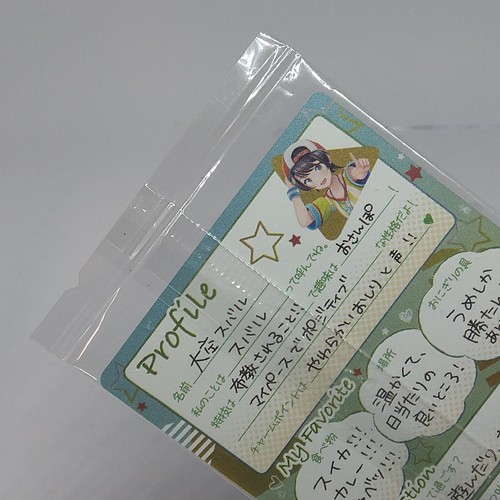 Profile
名前 大空スバル
私のことは スバル って呼んでね。
特技は 布教されること!! で趣味は おさんぽ !
マイペースでポジティブ な性格だよ!
チャームポイントは やわらかいおしりと声!!
My Favorite
食べ物
スイカ!!
カレー!!!
場所
温かくて、
日当たりの
良いところ!
おにぎりの具
うめしか
勝たん